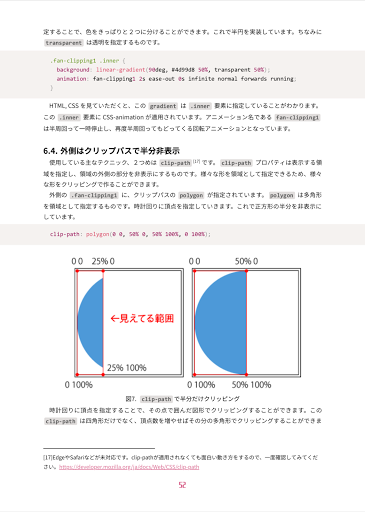 定することで、色をきっぱりと２つに分けることができます。これで半円を実装しています。ちなみに
transparent は透明を指定するものです。
.fan-clipping1 .inner {
background: linear-gradient(90deg, #4d99d8 50%, transparent 50%);
animation: fan-clipping1 2s ease-out 0s infinite normal forwards running;
}
HTML, CSS を見ていただくと、この gradient は .inner 要素に指定していることがわかります。
この .inner 要素に CSS-animation が適用されています。アニメーション名である fan-clipping1
は半周回って一時停止し、再度半周回ってもどってくる回転アニメーションとなっています。
6.4. 外側はクリップパスで半分非表示
使用している主なテクニック、２つめは clip-path [17] です。 clip-path プロパティは表示する領
域を指定し、領域の外側の部分を非表示にするものです。様々な形を領域として指定できるため、様々
な形をクリッピングで作ることができます。
外側の .fan-clipping1 に、クリップパスの polygon が指定されています。 polygon は多角形
を領域として指定するものです。時計回りに頂点を指定していきます。これで正方形の半分を非表示に
しています。
clip-path: polygon(0 0, 50% 0, 50% 100%, 0 100%);
0 0 25% 0
0 0 50% 0
←見えてる範囲
25% 100%
0 100%
0 100% 50% 100%
図7. clip-path で半分だけクリッピング
時計回りに頂点を指定することで、その点で囲んだ図形でクリッピングすることができます。この
clip-path は四角形だけでなく、頂点数を増やせばその分の多角形でクリッピングすることができま
[17]EdgeやSafariなどが未対応です。clip-pathが適用されなくても面白い動き方をするので、一度確認してみてくだ
さい。https://developer.mozilla.org/ja/docs/Web/CSS/clip-path
52